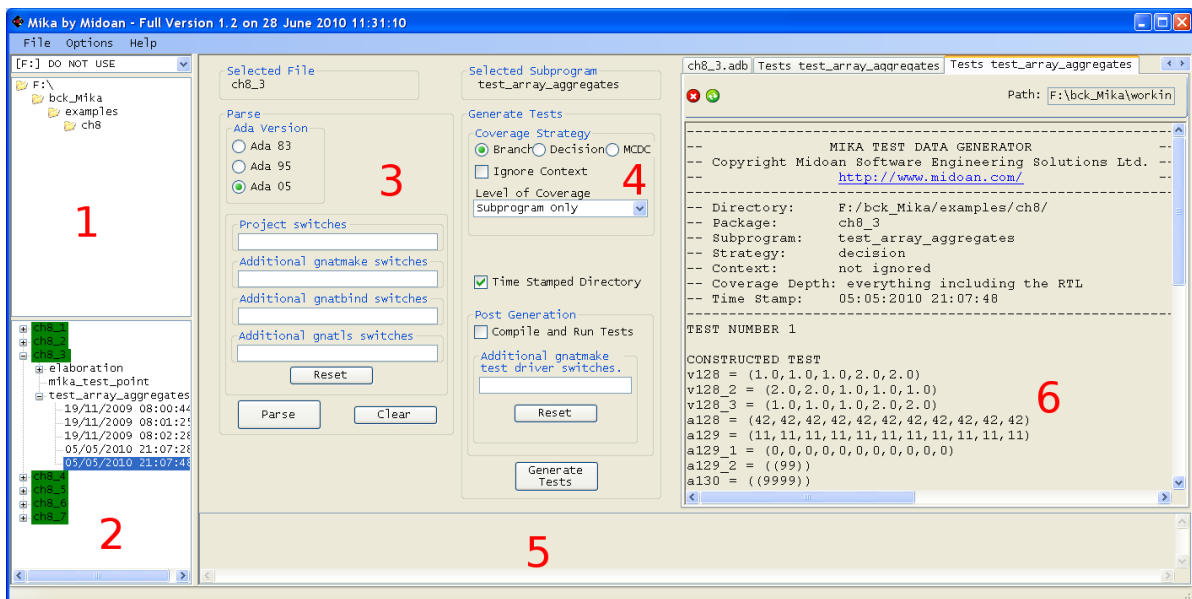 Mika by Midoan - Full Version 1.2 on 28 June 2010 11:31:10
File Options Help
[F:] DO NOT USE
F:\
bck_Mika
examples
ch8
1
ch8_1
ch8_2
ch8_3
elaboration
mika_test_point
test_array_aggregates
19/11/2009 08:00:44
19/11/2009 08:01:25
19/11/2009 08:02:28
05/05/2010 21:07:28
05/05/2010 21:07:48
ch8_4
ch8_5
ch8_6
ch8_7
2
Selected File
ch8_3
Parse
Ada Version
Ada 83
Ada 95
Ada 05
3
Project switches
Additional gnatmake switches
Additional gnatbind switches
Additional gnatls switches
Reset
Parse Clear
Selected Subprogram
test_array_aggregates
Generate Tests
Coverage Strategy
Branch Decision MCDC
Ignore Context
4
Level of Coverage
Subprogram Only
Time Stamped Directory
Post Generation
Compile and Run Tests
Additional gnatmake
test driver switches.
Reset
Generate
Tests
5
ch8_3.adb Tests test_array_aggregates Tests test_array_aggregates
Path: F:\bck_Mika\workin
-- MIKA TEST DATA GENERATOR --
-- Copyright Midoan Software Engineering Solutions Ltd. --
-- http://www.midoan.com/ --
-- Directory: F:/bck_Mika/examples/ch8/
-- Package: ch8_3
-- Subprogram: test_array_aggregates
-- Strategy: decision
-- Context: not ignored
-- Coverage Depth: everything including the RTL
-- Time Stamp: 05:05:2010 21:07:48
TEST NUMBER 1
CONSTRUCTED TEST
v128 = (1.0,1.0,1.0,2.0,2.0)
v128_2 = (2.0,2.0,1.0,1.0,1.0)
v128_3 = (1.0,1.0,1.0,2.0,2.0)
a128 = (42,42,42,42,42,42,42,42,42,42)
a129 = (11,11,11,11,11,11,11,11,11,11)
a129_1 = (0,0,0,0,0,0,0,0,0,0)
a129_2 = ((99))
a130 = ((9999))
6